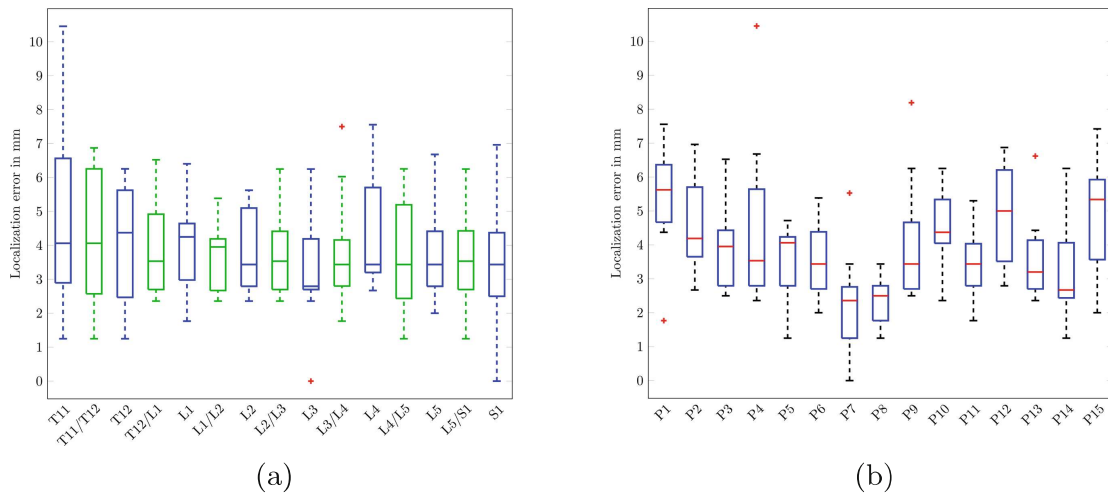 Localization error in mm
10
9
8
7
6
5
4
3
2
1
0
T11
T11/T12
T12
T12/L1
L1
L1/L2
L2
L2/L3
L3
L3/L4
L4
L4/L5
L5
L5/S1
S1
(a)
Localization error in mm
10
9
8
7
6
5
4
3
2
1
0
P1
P2
P3
P4
P5
P6
P7
P8
P9
P10
P11
P12
P13
P14
P15
(b)